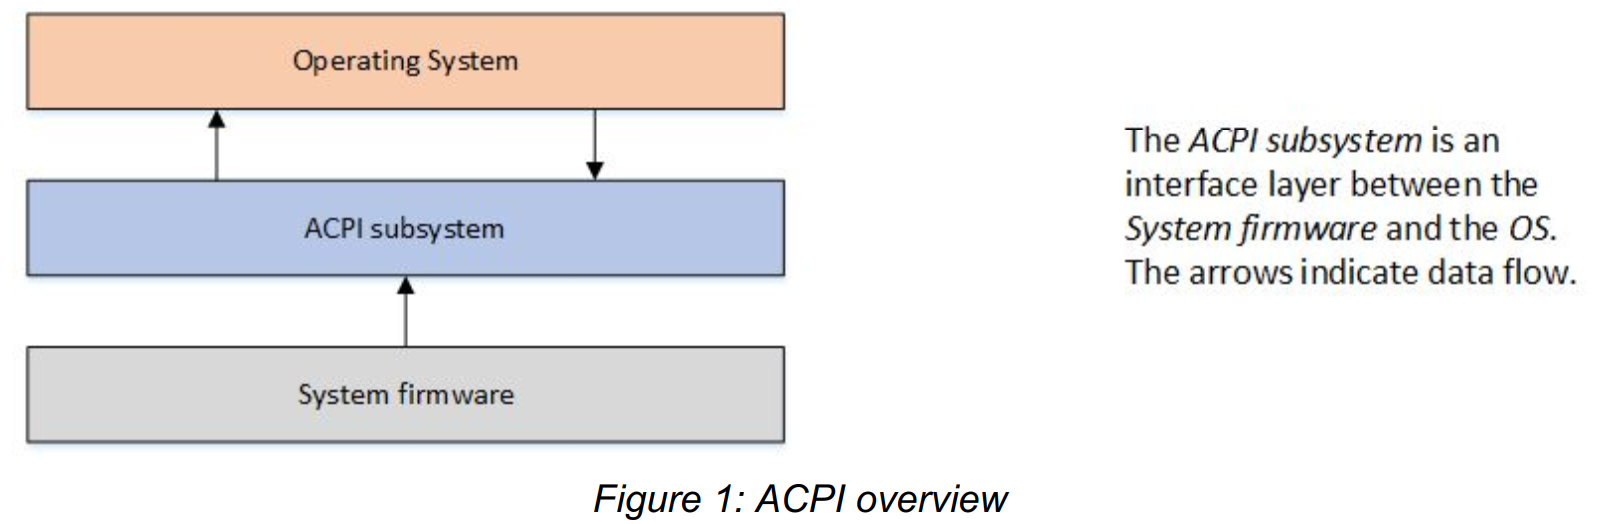 Operating System
ACPI subsystem
System firmware
The ACPI subsystem is an
interface layer between the
System firmware and the OS.
The arrows indicate data flow.
Figure 1: ACPI overview